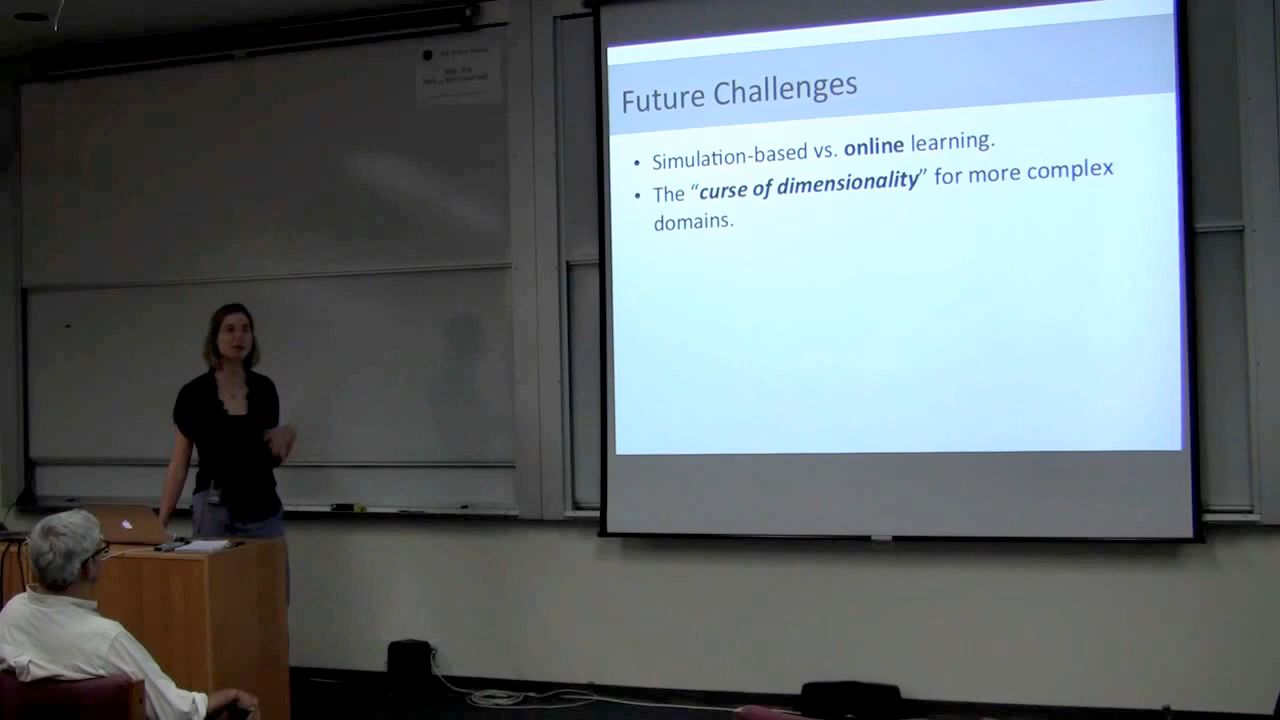 Future Challenges
• Simulation-based vs. online learning.
• The “curse of dimensionality” for more complex
domains.